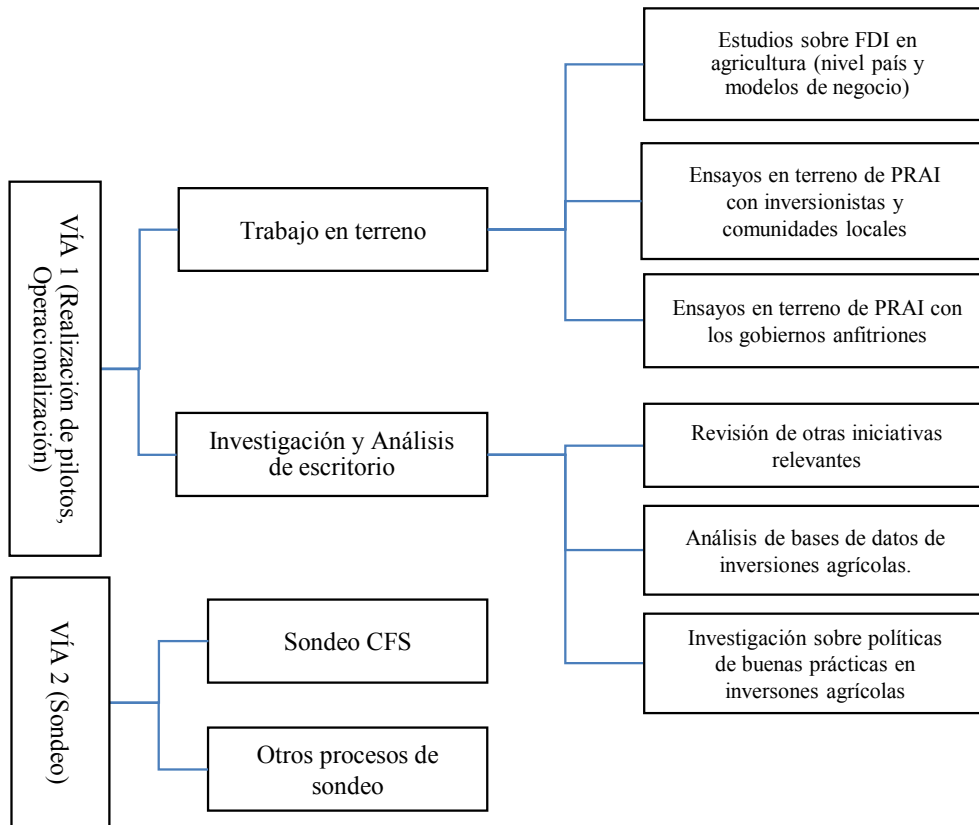 VÍA 1 (Realización de pilotos,
Operacionalización)
Trabajo en terreno
Estudios sobre FDI en
agricultura (nivel país y
modelos de negocio)
Ensayos en terreno de PRAI
con inversionistas y
comunidades locales
Ensayos en terreno de PRAI con
los gobiernos anfitriones
Investigación y Análisis
de escritorio
Revisión de otras iniciativas
relevantes
Análisis de bases de datos de
inversiones agrícolas.
Investigación sobre políticas
de buenas prácticas en
inversones agrícolas
VÍA 2 (Sondeo)
Sondeo CFS
Otros procesos de
sondeo